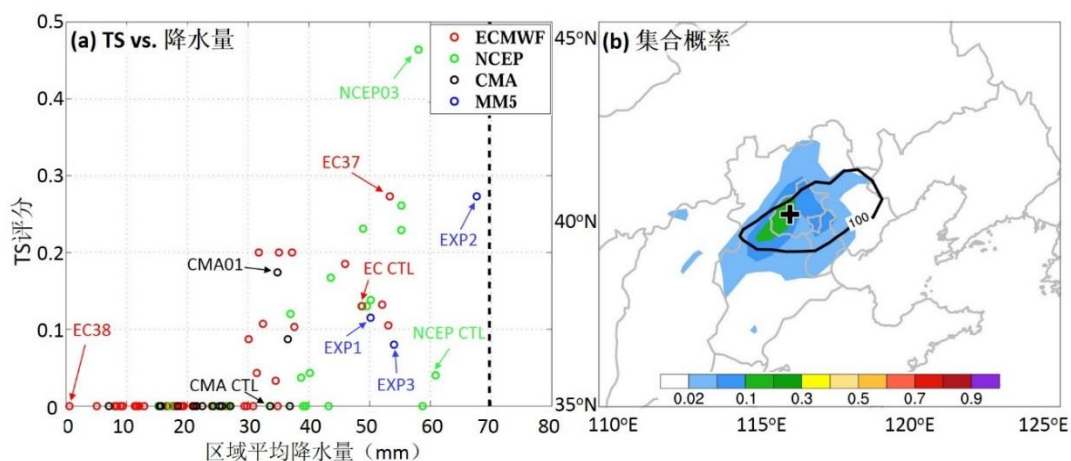 (a) TS vs. 降水量
ECMWF
NCEP
CMA
MM5
NCEP03
EC37
EXP2
CMA01
EC CTL
EC38
EXP1
EXP3
NCEP CTL
CMA CTL
0.5
0.4
0.3
0.2
0.1
0
TS评分
0 10 20 30 40 50 60 70 80
区域平均降水量（mm）
(b) 集合概率
45°N
40°N
35°N
100
0.02 0.1 0.3 0.5 0.7 0.9
110°E 115°E 120°E 125°E